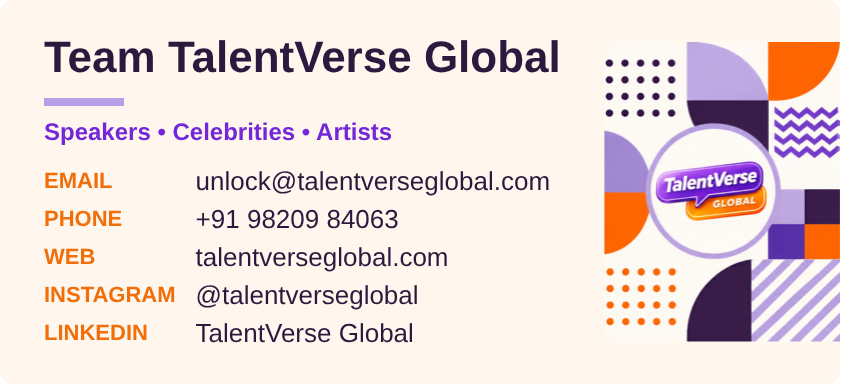 Team TalentVerse Global
Speakers • Celebrities • Artists
EMAIL unlock@talentverseglobal.com
PHONE +91 98209 84063
WEB talentverseglobal.com
INSTAGRAM @talentverseglobal
LINKEDIN TalentVerse Global
TalentVerse
GLOBAL